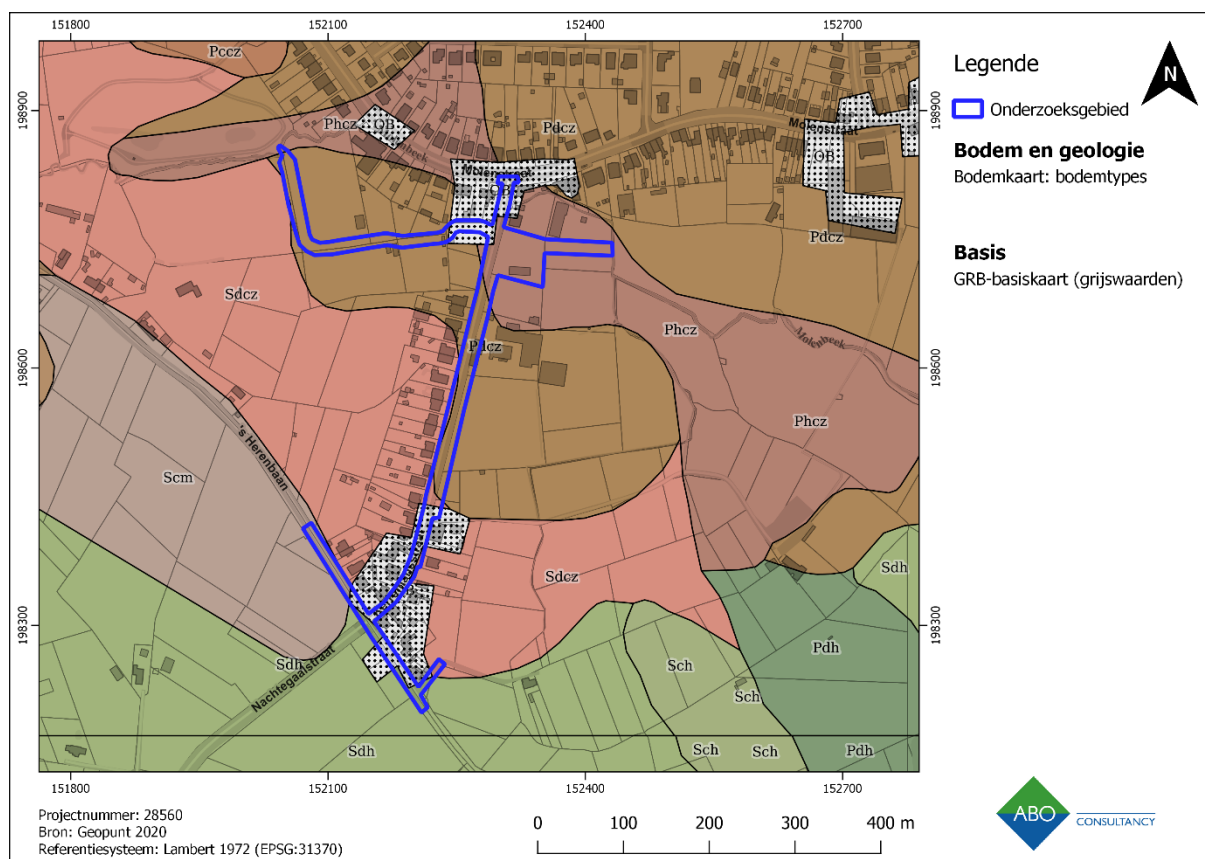 151800 152100 152400 152700
Pccz
Legende
N
198900
198900
Onderzoeksgebied
OB
Phcz
Pdcz
Molenstraat
OB
Bodem en geologie
Bodemkaart: bodemtypes
OB
Pdcz
Basis
GRB-basiskaart (grijswaarden)
Sdcz
Phcz
Molenbeek
Pdcz
198600
198600
Phcz
's Herenbaan
Scm
Sdh
Sdcz
198300
198300
Pdh
Sdh
Nachtegaalstraat
Sch
Sch
Sdh
Sch
Sch
Pdh
151800 152100 152400 152700
Projectnummer: 28560
Bron: Geopunt 2020
Referentiesysteem: Lambert 1972 (EPSG:31370)
0 100 200 300 400 m
ABO
CONSULTANCY